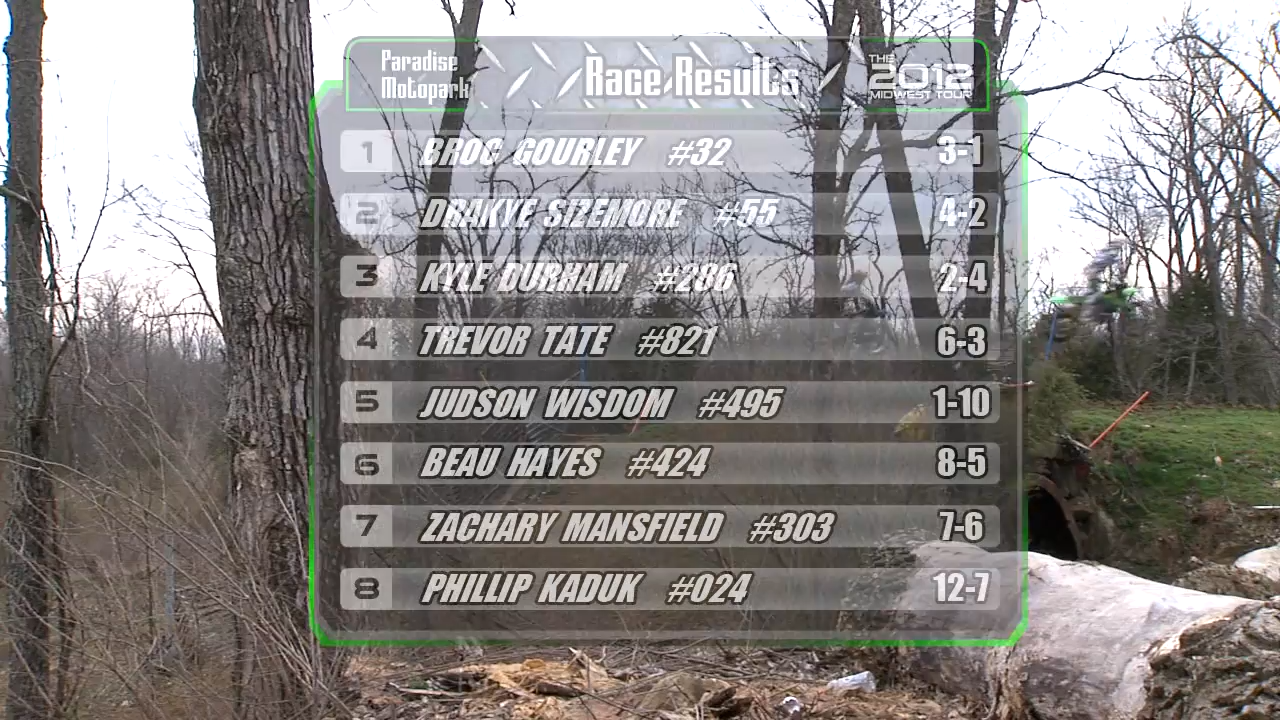 Paradise
Motopark
Race Results
THE
2012
MIDWEST TOUR
1 BROC GOURLEY #32 3-1
2 DRAKYE SIZEMORE #55 4-2
3 KYLE DURHAM #286 2-4
4 TREVOR TATE #821 6-3
5 JUDSON WISDOM #495 1-10
6 BEAU HAYES #424 8-5
7 ZACHARY MANSFIELD #303 7-6
8 PHILLIP KADUK #024 12-7